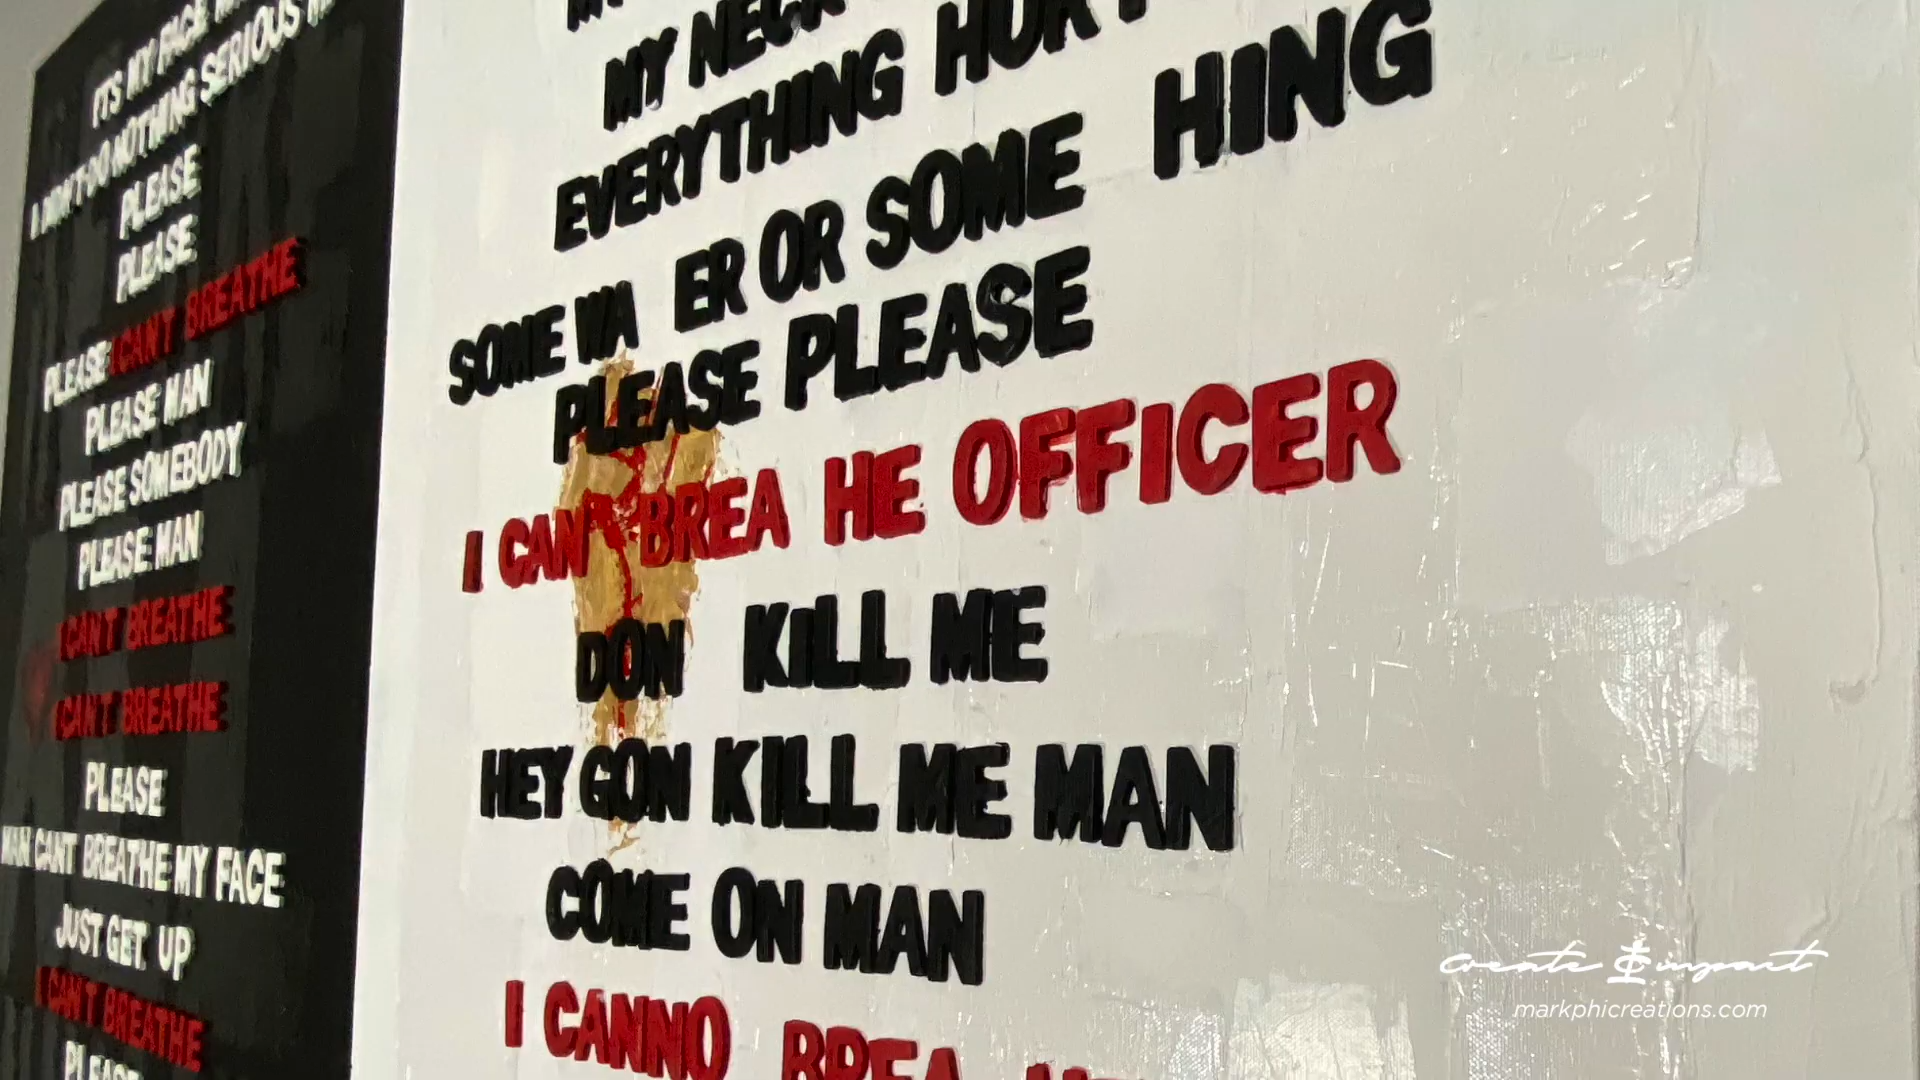 ITS MY FACE
I DIDN'T DO NOTHING SERIOUS
PLEASE
PLEASE
PLEASE I CAN'T BREATHE
PLEASE MAN
PLEASE SOMEBODY
PLEASE MAN
I CAN'T BREATHE
I CAN'T BREATHE
PLEASE
MAN CAN'T BREATHE MY FACE
JUST GET UP
I CAN'T BREATHE
PLEASE
MY NECK
EVERYTHING HUR
SOME WA ER OR SOME HING
PLEASE PLEASE
I CAN BREA HE OFFICER
DON KILL ME
HEY GON KILL ME MAN
COME ON MAN
I CANNO BREA HE
create impact
markphicreations.com